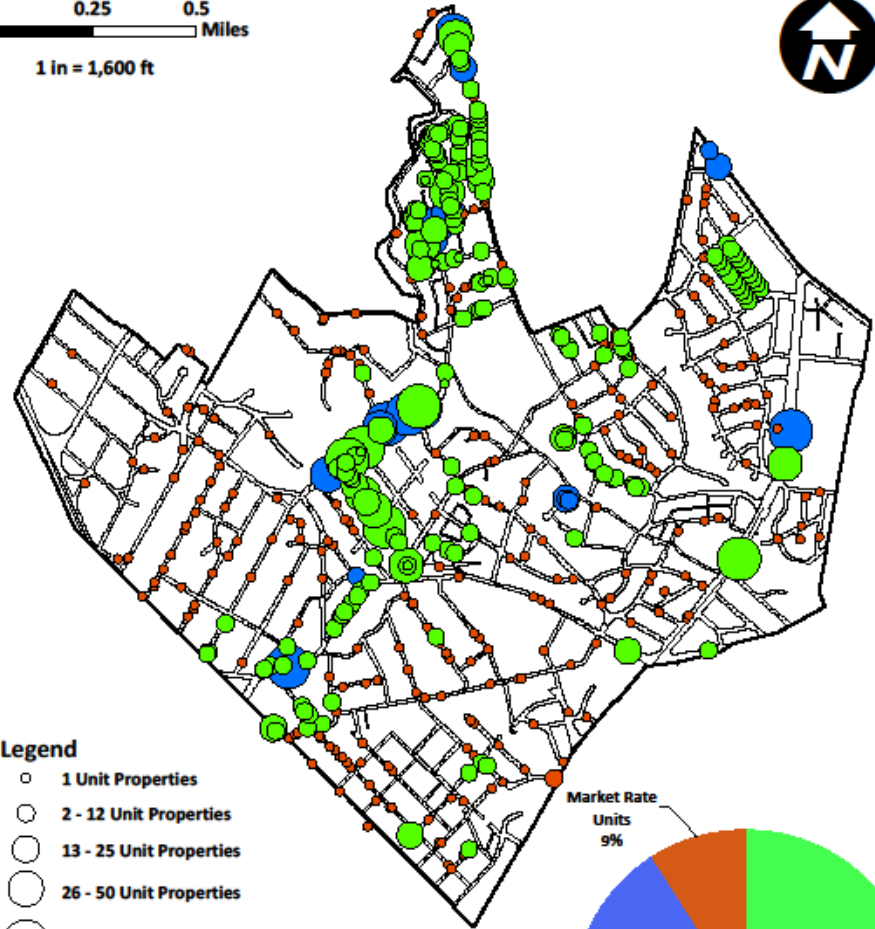 0.25 0.5
Miles
1 in = 1,600 ft
N
Legend
1 Unit Properties
2 - 12 Unit Properties
13 - 25 Unit Properties
26 - 50 Unit Properties
Market Rate
Units
9%